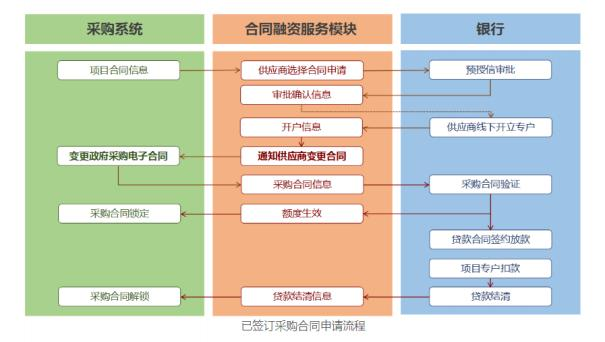 采购系统
合同融资服务模块
银行
项目合同信息
供应商选择合同申请
预授信审批
审批确认信息
开户信息
供应商线下开立专户
变更政府采购电子合同
通知供应商变更合同
采购合同信息
采购合同验证
采购合同锁定
额度生效
贷款合同签约放款
项目专户扣款
采购合同解锁
贷款结清信息
贷款结清
已签订采购合同申请流程